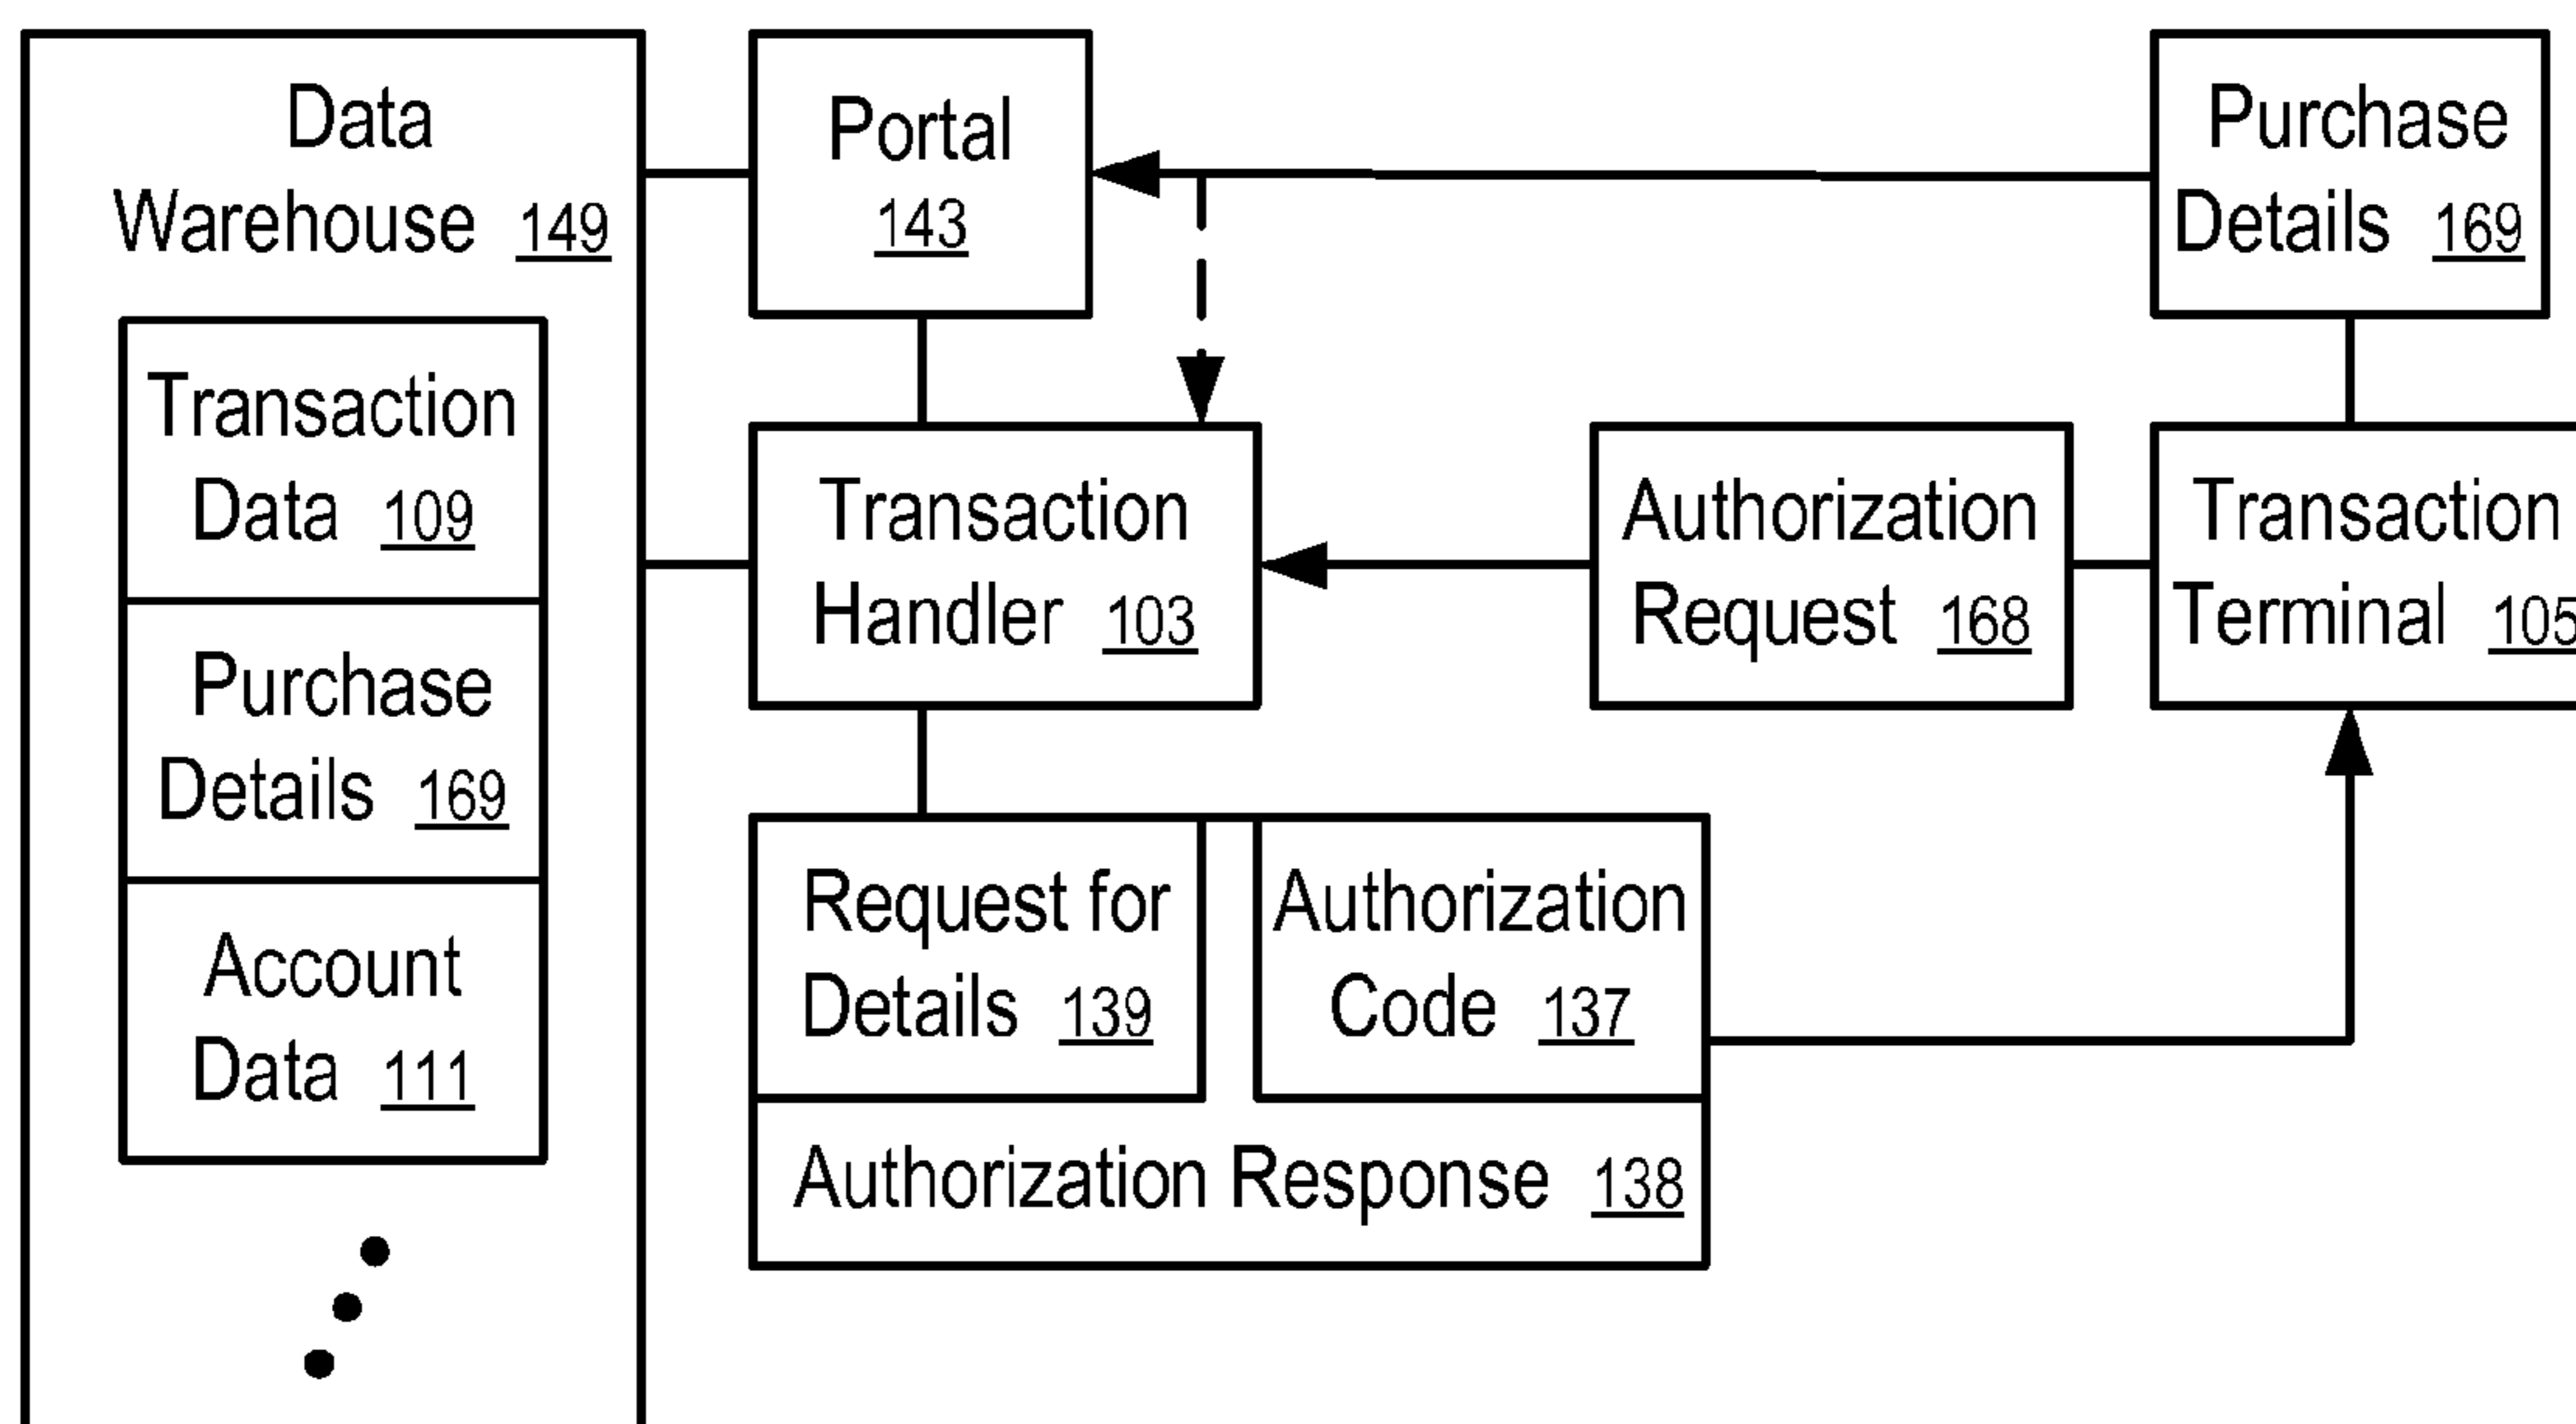 Data
Warehouse 149
Transaction
Data 109
Purchase
Details 169
Account
Data 111
Portal
143
Purchase
Details 169
Transaction
Handler 103
Authorization
Request 168
Transaction
Terminal 105
Request for
Details 139
Authorization
Code 137
Authorization Response 138